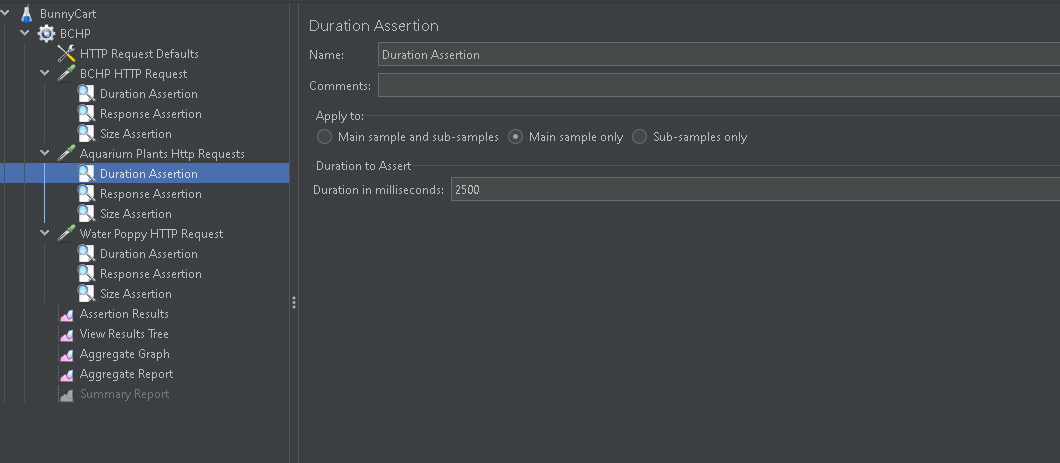 BunnyCart
BCHP
HTTP Request Defaults
BCHP HTTP Request
Duration Assertion
Response Assertion
Size Assertion
Aquarium Plants Http Requests
Duration Assertion
Response Assertion
Size Assertion
Water Poppy HTTP Request
Duration Assertion
Response Assertion
Size Assertion
Assertion Results
View Results Tree
Aggregate Graph
Aggregate Report
Summary Report
Duration Assertion
Name: Duration Assertion
Comments:
Apply to:
Main sample and sub-samples Main sample only Sub-samples only
Duration to Assert
Duration in milliseconds: 2500